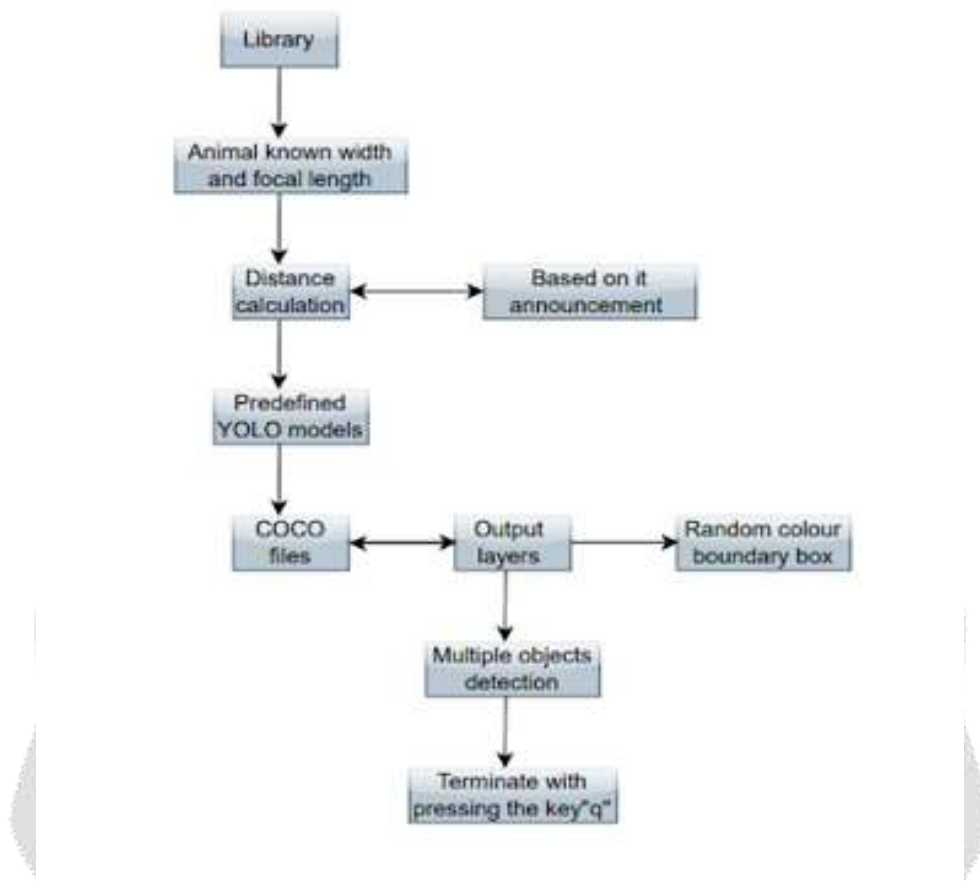 Library
Animal known width
and focal length
Distance
calculation
Based on it
announcement
Predefined
YOLO models
COCO
files
Output
layers
Random colour
boundary box
Multiple objects
detection
Terminate with
pressing the key"q"